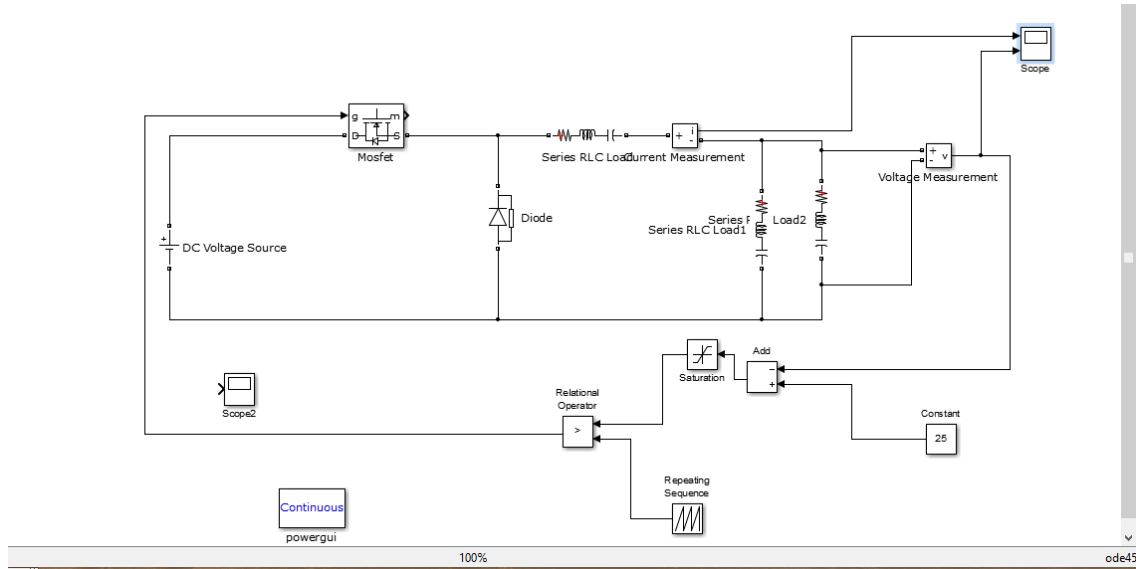 Scope
g
m
D
S
Mosfet
+
i
-
Series RLC Load
Current Measurement
+
-
v
Voltage Measurement
Diode
Series R
Load2
Series RLC Load1
+
DC Voltage Source
Add
−
+
Saturation
Relational
Operator
>
Scope2
Constant
25
Repeating
Sequence
Continuous
powergui
100%
ode45